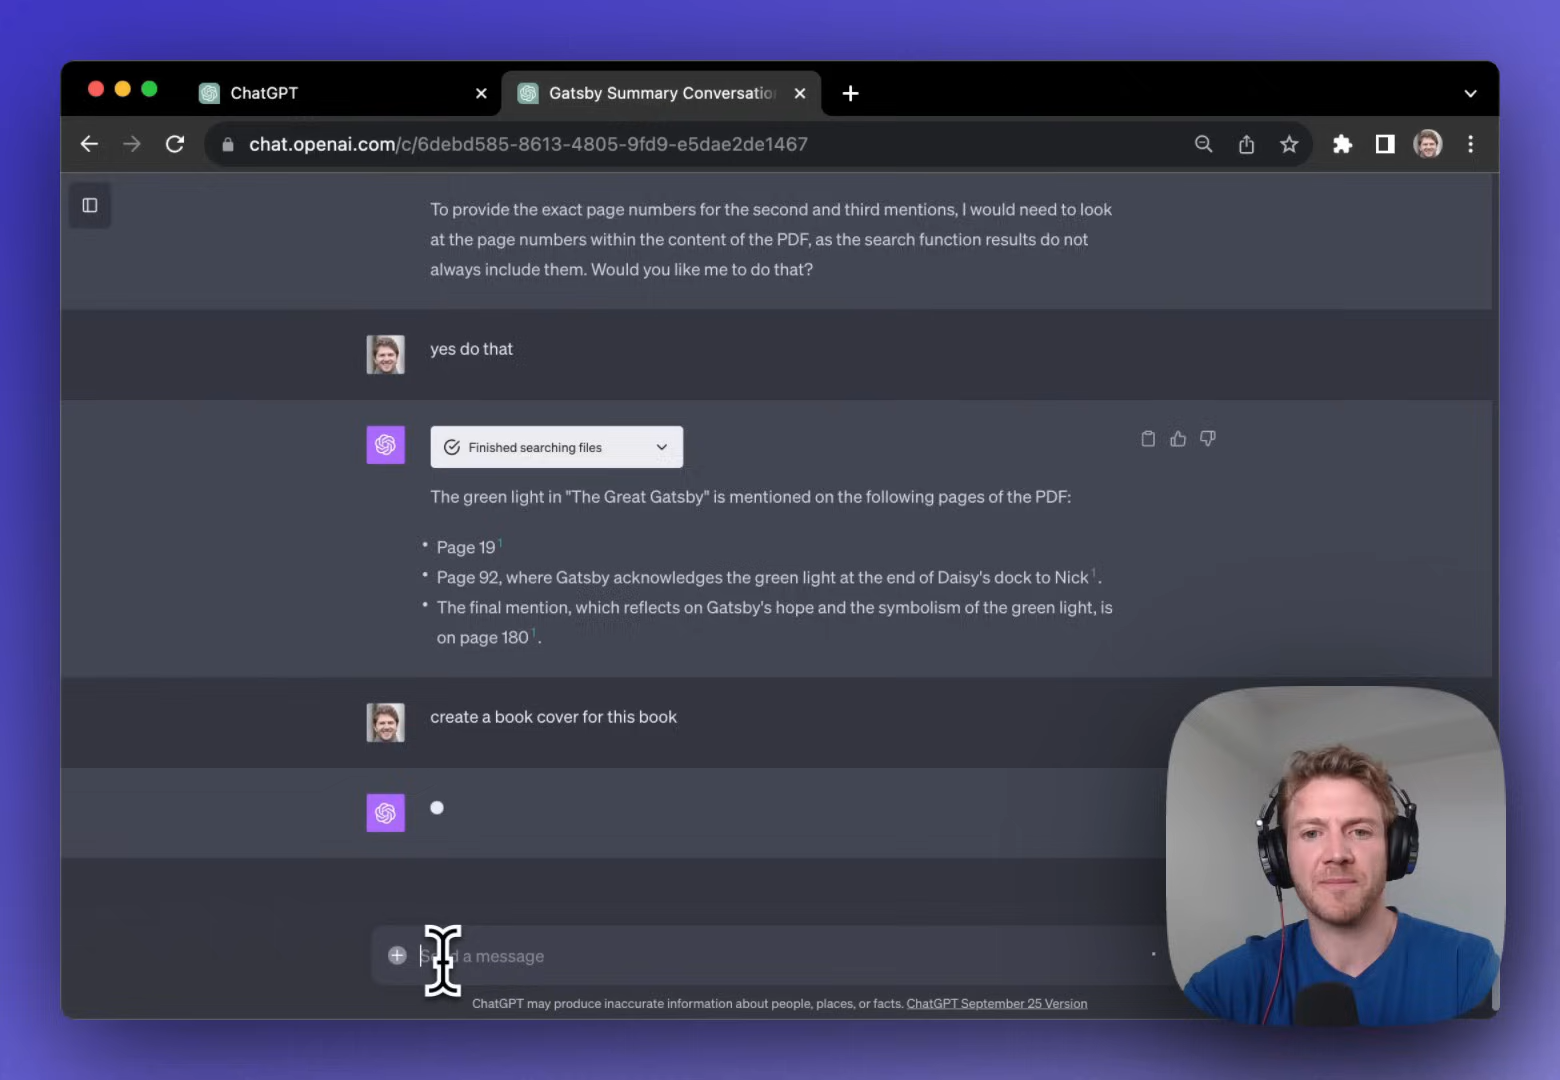 ChatGPT
Gatsby Summary Conversatio
chat.openai.com/c/6debd585-8613-4805-9fd9-e5dae2de1467
To provide the exact page numbers for the second and third mentions, I would need to look
at the page numbers within the content of the PDF, as the search function results do not
always include them. Would you like me to do that?
yes do that
Finished searching files
The green light in "The Great Gatsby" is mentioned on the following pages of the PDF:
• Page 19 1
• Page 92, where Gatsby acknowledges the green light at the end of Daisy's dock to Nick 1.
• The final mention, which reflects on Gatsby's hope and the symbolism of the green light, is
on page 180 1.
create a book cover for this book
Send a message
ChatGPT may produce inaccurate information about people, places, or facts. ChatGPT September 25 Version